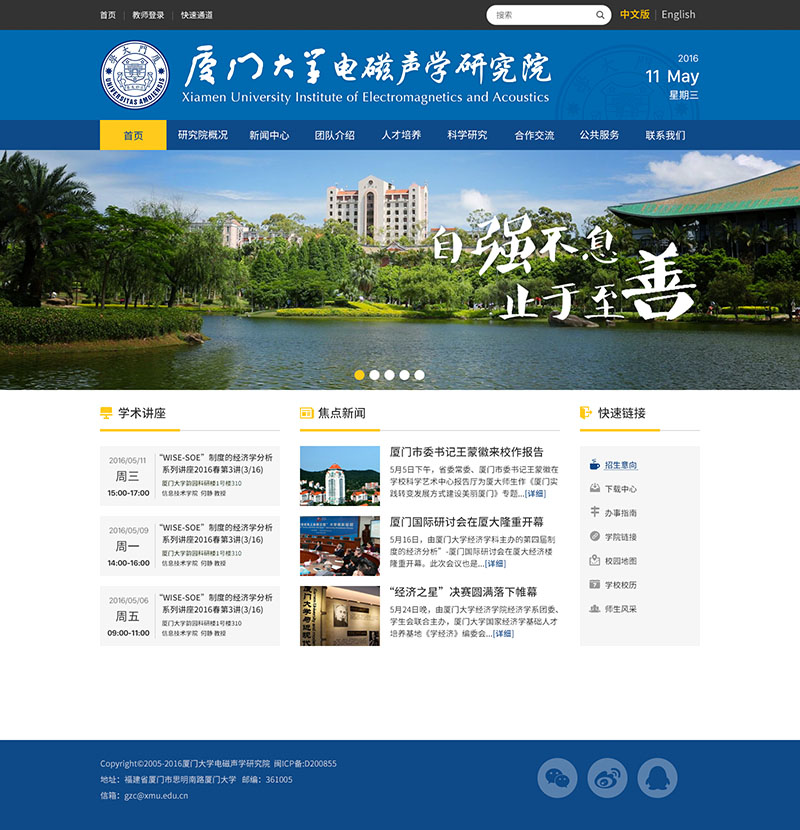 首页 | 教师登录 | 快速通道
搜索
中文版 | English
厦门大学电磁声学研究院
Xiamen University Institute of Electromagnetics and Acoustics
UNIVERSITAS AMOIENSIS
2016
11 May
星期三
首页 研究院概况 新闻中心 团队介绍 人才培养 科学研究 合作交流 公共服务 联系我们
自强不息
止于至善
学术讲座
2016/05/11
周三
15:00-17:00
“WISE-SOE”制度的经济学分析
系列讲座2016春第3讲(3/16)
厦门大学韵园科研楼1号楼310
信息技术学院 何静 教授
2016/05/09
周一
14:00-16:00
“WISE-SOE”制度的经济学分析
系列讲座2016春第3讲(3/16)
厦门大学韵园科研楼1号楼310
信息技术学院 何静 教授
2016/05/06
周五
09:00-11:00
“WISE-SOE”制度的经济学分析
系列讲座2016春第3讲(3/16)
厦门大学韵园科研楼1号楼310
信息技术学院 何静 教授
焦点新闻
厦门市委书记王蒙徽来校作报告
5月5日下午，省委常委、厦门市委书记王蒙徽在
学校科学艺术中心报告厅为厦大师生作《厦门实
践转变发展方式建设美丽厦门》专题...[详细]
厦门国际研讨会在厦大隆重开幕
5月16日，由厦门大学经济学科主办的第四届制
度的经济分析”-厦门国际研讨会在厦大经济楼
隆重开幕。此次会议也是...[详细]
“经济之星”决赛圆满落下帷幕
5月24日晚，由厦门大学经济学院经济学系团委、
学生会联合主办，厦门大学国家经济学基础人才
培养基地《学经济》编委会...[详细]
快速链接
招生意向
下载中心
办事指南
学院链接
校园地图
学校校历
师生风采
Copyright©2005-2016厦门大学电磁声学研究院 闽ICP备:D200855
地址：福建省厦门市思明南路厦门大学 邮编：361005
信箱：gzc@xmu.edu.cn